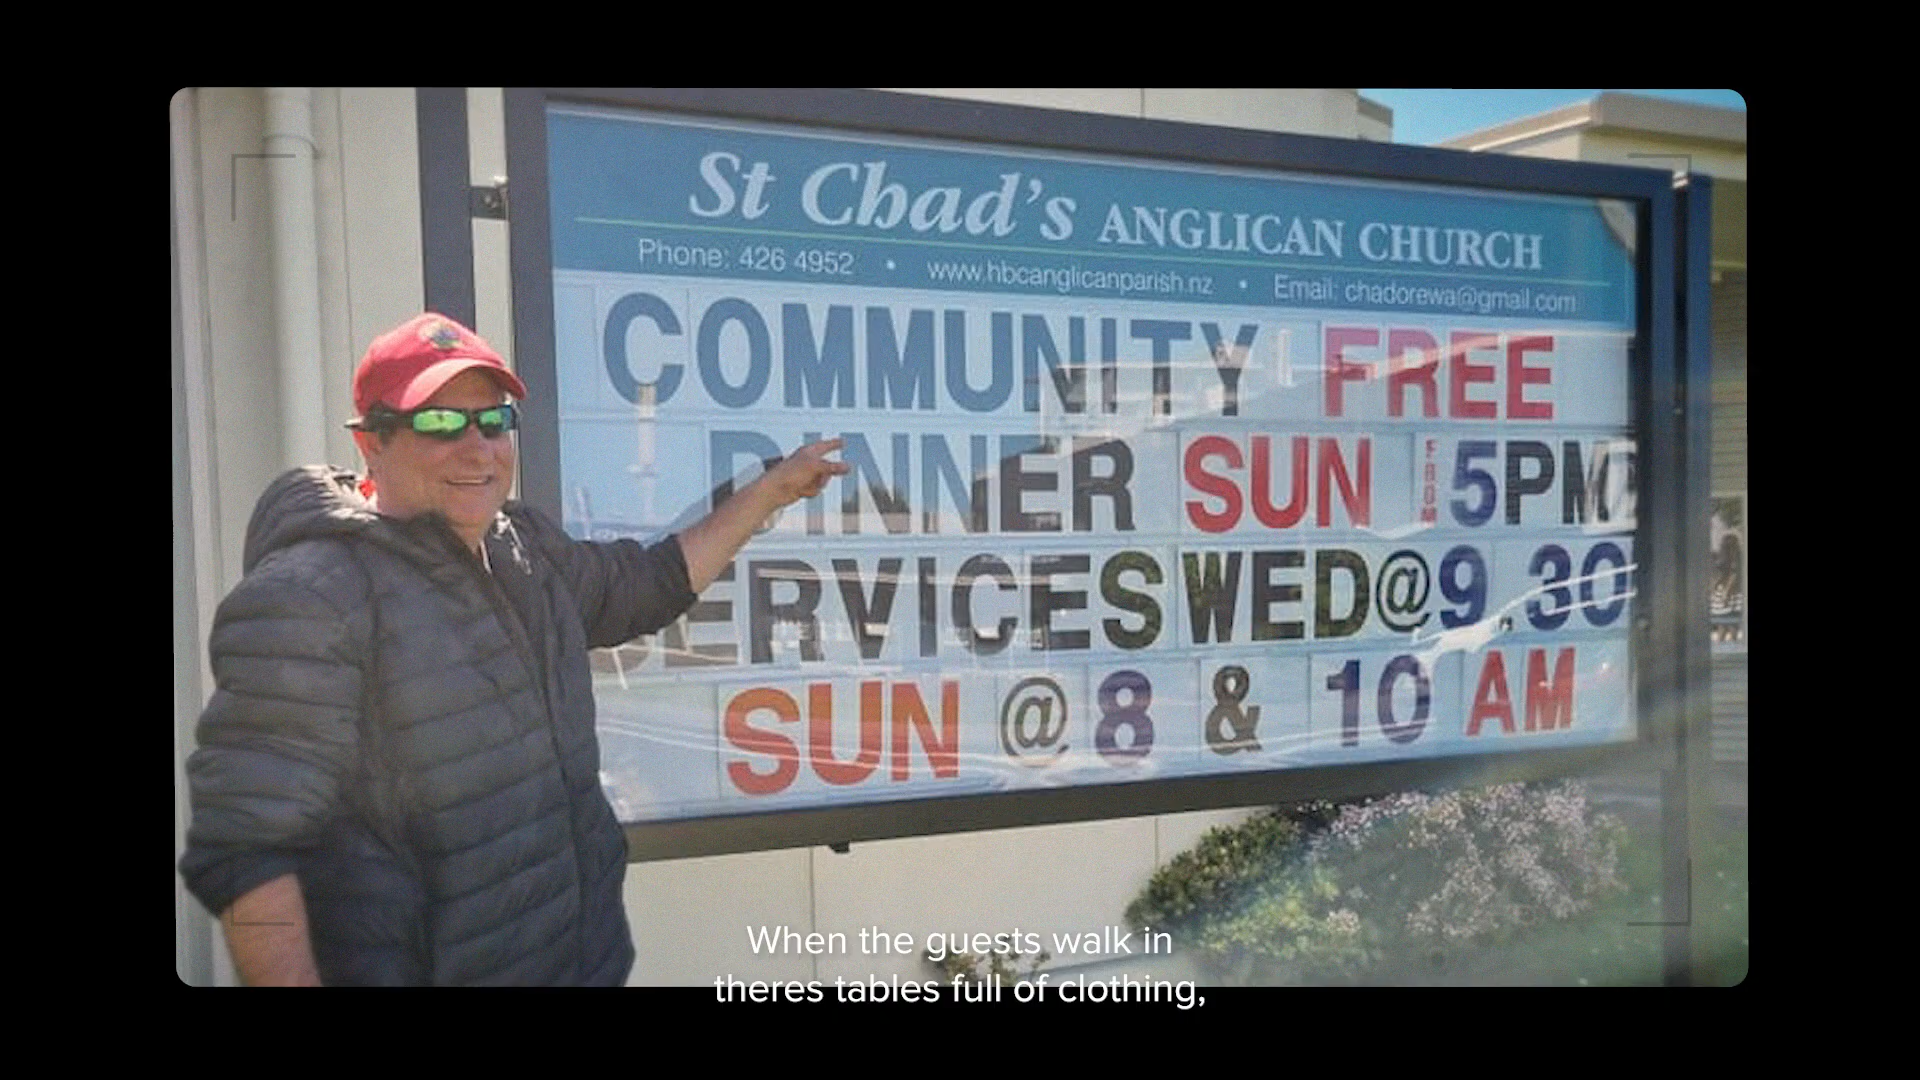 St Chad's ANGLICAN CHURCH
Phone: 426 4952 • www.hbcanglicanparish.nz • Email: chadorewa@gmail.com
COMMUNITY FREE
DINNER SUN FROM 5PM
SERVICES WED@9.30
SUN @ 8 & 10 AM
When the guests walk in
theres tables full of clothing,